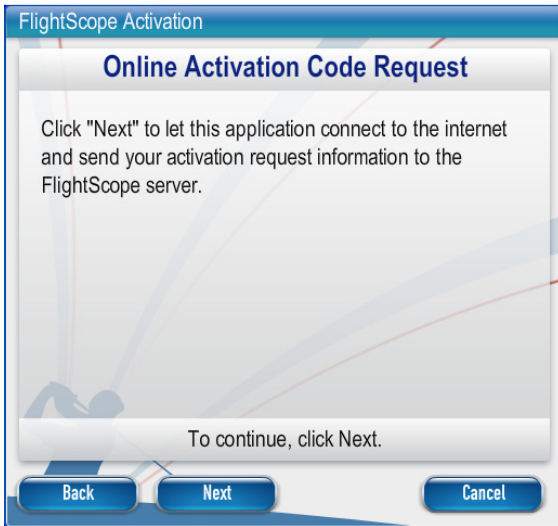 FlightScope Activation
Online Activation Code Request
Click "Next" to let this application connect to the internet
and send your activation request information to the
FlightScope server.
To continue, click Next.
Back
Next
Cancel